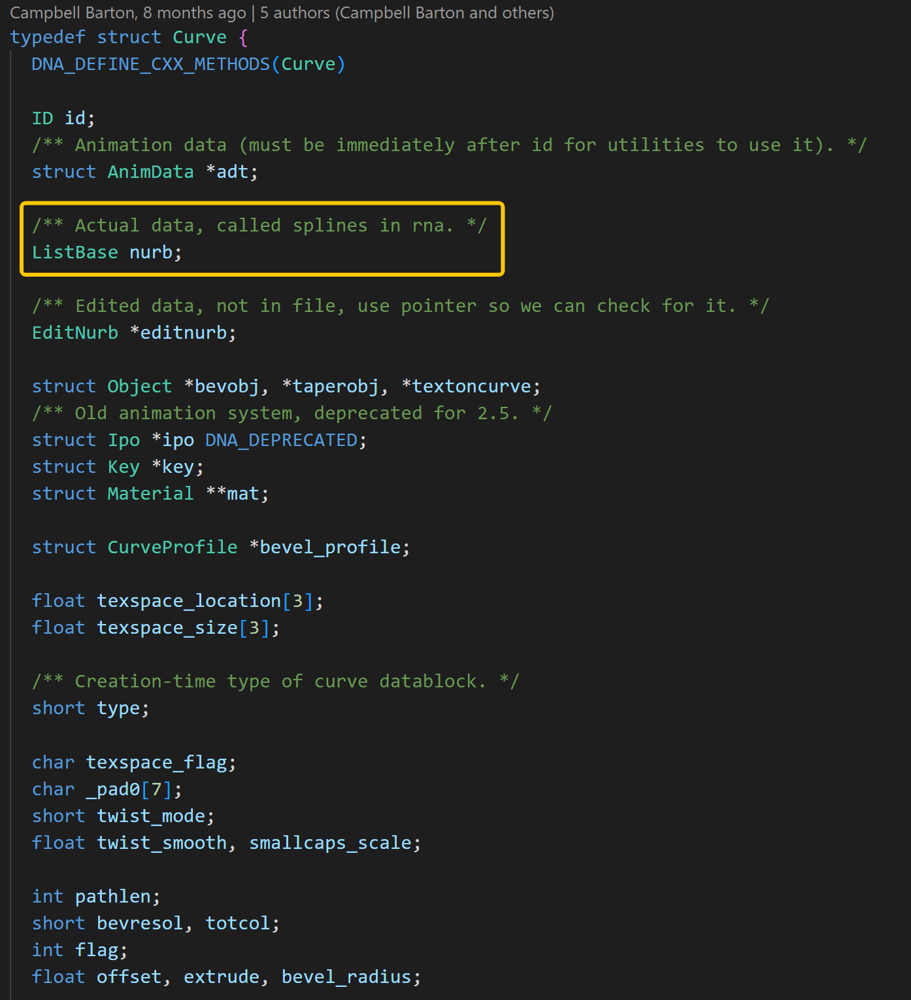 Campbell Barton, 8 months ago | 5 authors (Campbell Barton and others)
typedef struct Curve {
DNA_DEFINE_CXX_METHODS(Curve)
ID id;
/** Animation data (must be immediately after id for utilities to use it). */
struct AnimData *adt;
/** Actual data, called splines in rna. */
ListBase nurb;
/** Edited data, not in file, use pointer so we can check for it. */
EditNurb *editnurb;
struct Object *bevobj, *taperobj, *textoncurve;
/** Old animation system, deprecated for 2.5. */
struct Ipo *ipo DNA_DEPRECATED;
struct Key *key;
struct Material **mat;
struct CurveProfile *bevel_profile;
float texspace_location[3];
float texspace_size[3];
/** Creation-time type of curve datablock. */
short type;
char texspace_flag;
char _pad0[7];
short twist_mode;
float twist_smooth, smallcaps_scale;
int pathlen;
short bevresol, totcol;
int flag;
float offset, extrude, bevel_radius;